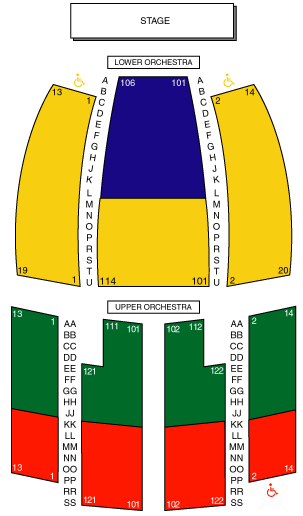 STAGE
LOWER ORCHESTRA
13 1 A 106 101 A 2 14
B B
C C
D D
E E
F F
G G
H H
J J
K K
L L
M M
N N
O O
P P
R R
S S
T T
19 1 U 114 101 U 2 20
UPPER ORCHESTRA
13 1 AA 111 101 102 112 AA 2 14
BB BB
CC CC
DD DD
EE 121 122 EE
FF FF
GG GG
HH HH
JJ JJ
KK KK
LL LL
MM MM
NN NN
13 OO OO 14
1 PP PP 2
RR RR
SS 121 101 102 122 SS